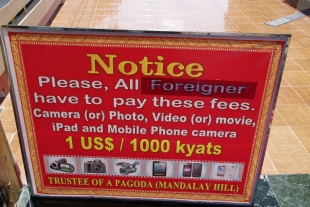 Notice
Please, All Foreigner
have to pay these fees.
Camera (or) Photo, Video (or) movie,
iPad and Mobile Phone camera
1 US$ / 1000 kyats
TRUSTEE OF A PAGODA (MANDALAY HILL)